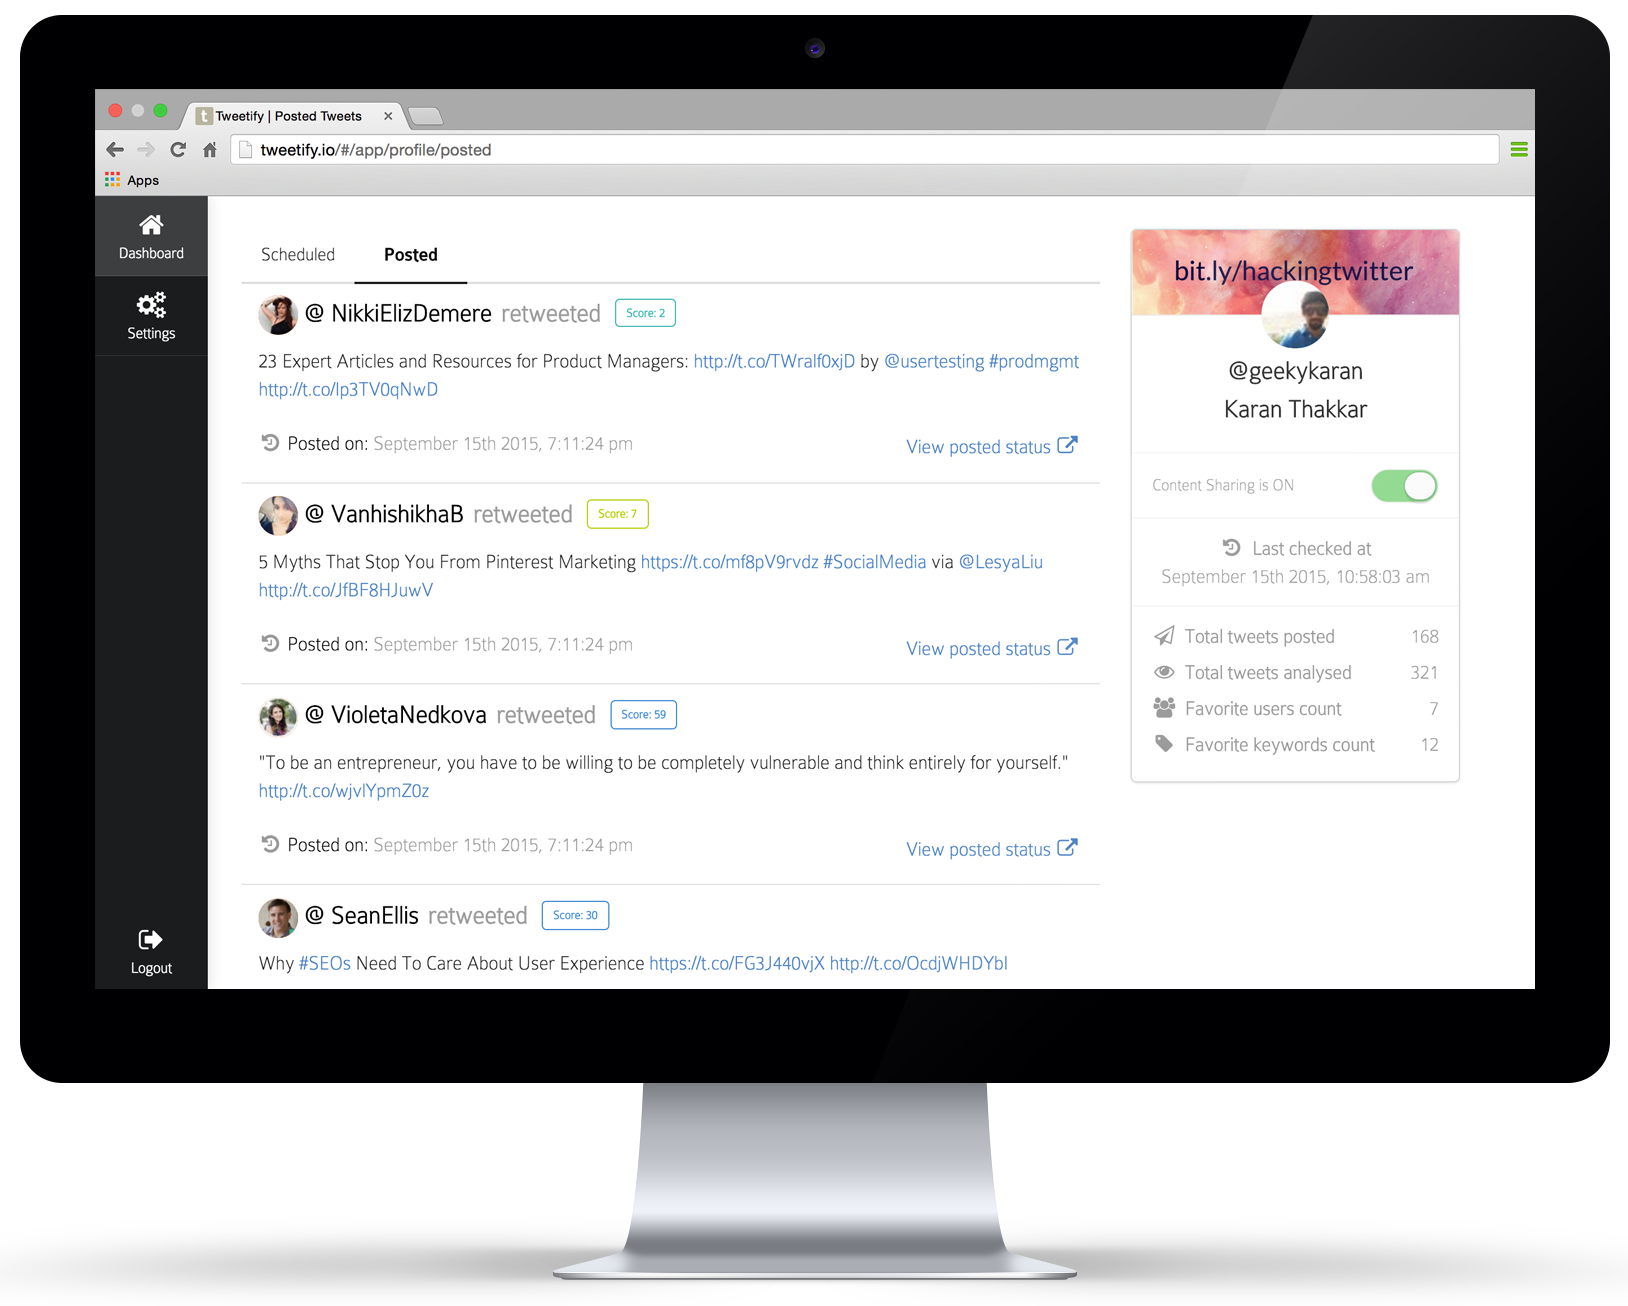 Tweetify | Posted Tweets
tweetify.io/#/app/profile/posted
Apps
Dashboard
Settings
Logout
Scheduled Posted
@ NikkiElizDemere retweeted Score: 2
23 Expert Articles and Resources for Product Managers: http://t.co/TWralf0xjD by @usertesting #prodmgmt
http://t.co/Ip3TV0qNwD
Posted on: September 15th 2015, 7:11:24 pm View posted status
@ VanhishikhaB retweeted Score: 7
5 Myths That Stop You From Pinterest Marketing https://t.co/mf8pV9rvdz #SocialMedia via @LesyaLiu
http://t.co/JfBF8HJuwV
Posted on: September 15th 2015, 7:11:24 pm View posted status
@ VioletaNedkova retweeted Score: 59
"To be an entrepreneur, you have to be willing to be completely vulnerable and think entirely for yourself."
http://t.co/wjvlYpmZ0z
Posted on: September 15th 2015, 7:11:24 pm View posted status
@ SeanEllis retweeted Score: 30
Why #SEOs Need To Care About User Experience https://t.co/FG3J440vjX http://t.co/OcdjWHDYbI
bit.ly/hackingtwitter
@geekykaran
Karan Thakkar
Content Sharing is ON
Last checked at
September 15th 2015, 10:58:03 am
Total tweets posted 168
Total tweets analysed 321
Favorite users count 7
Favorite keywords count 12